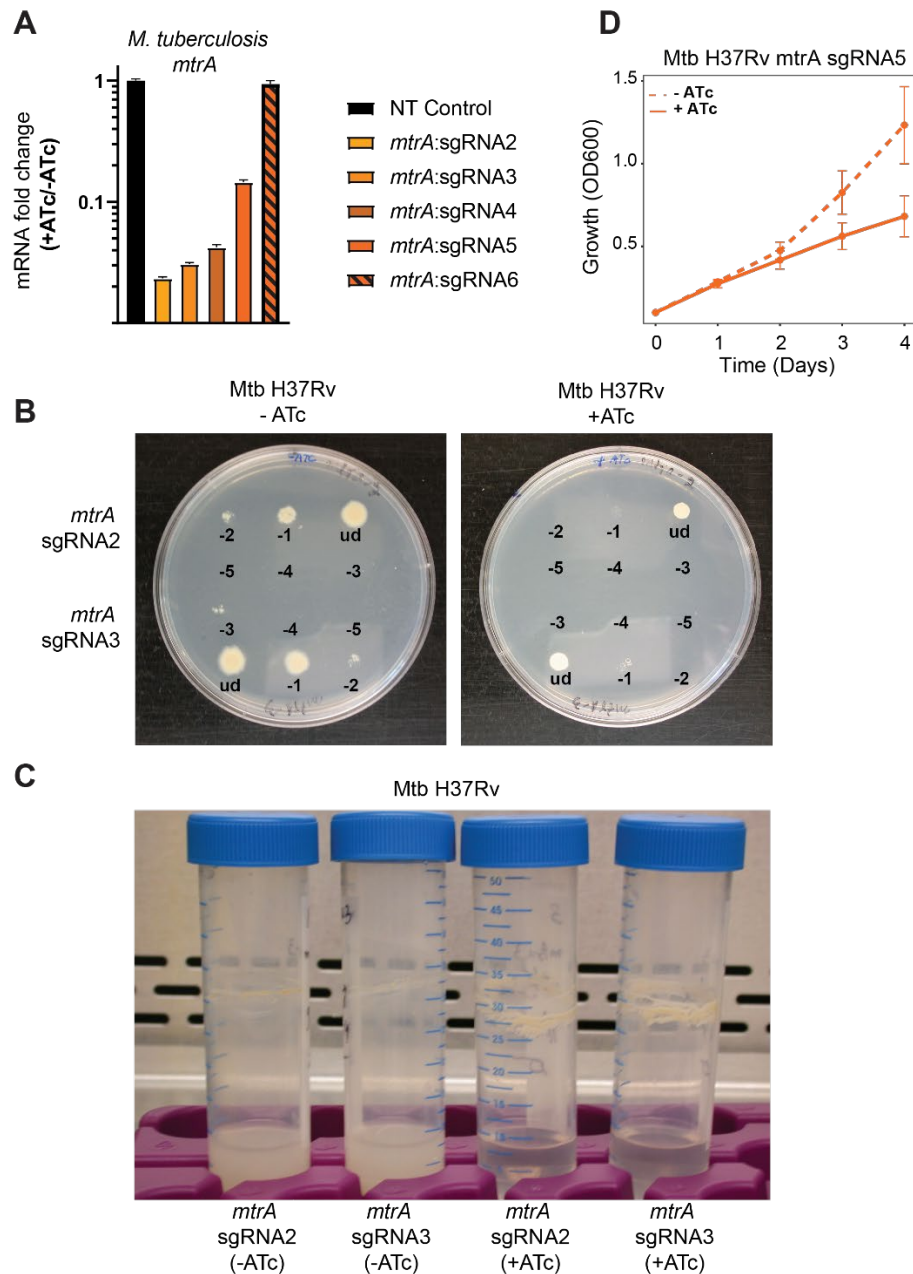 A
M. tuberculosis
mtrA
mRNA fold change
(+ATc/-ATc)
1
0.1
NT Control
mtrA:sgRNA2
mtrA:sgRNA3
mtrA:sgRNA4
mtrA:sgRNA5
mtrA:sgRNA6
D
Mtb H37Rv mtrA sgRNA5
- ATc
+ ATc
Growth (OD600)
1.5
1.0
0.5
0 1 2 3 4
Time (Days)
B
Mtb H37Rv
- ATc
Mtb H37Rv
+ATc
mtrA
sgRNA2
mtrA
sgRNA3
-ATC
-2 -1 ud
-5 -4 -3
-3 -4 -5
ud -1 -2
+ ATC
-2 -1 ud
-5 -4 -3
-3 -4 -5
ud -1 -2
C
Mtb H37Rv
50
45
40
35
30
25
20
15
10
mtrA
sgRNA2
(-ATc)
mtrA
sgRNA3
(-ATc)
mtrA
sgRNA2
(+ATc)
mtrA
sgRNA3
(+ATc)